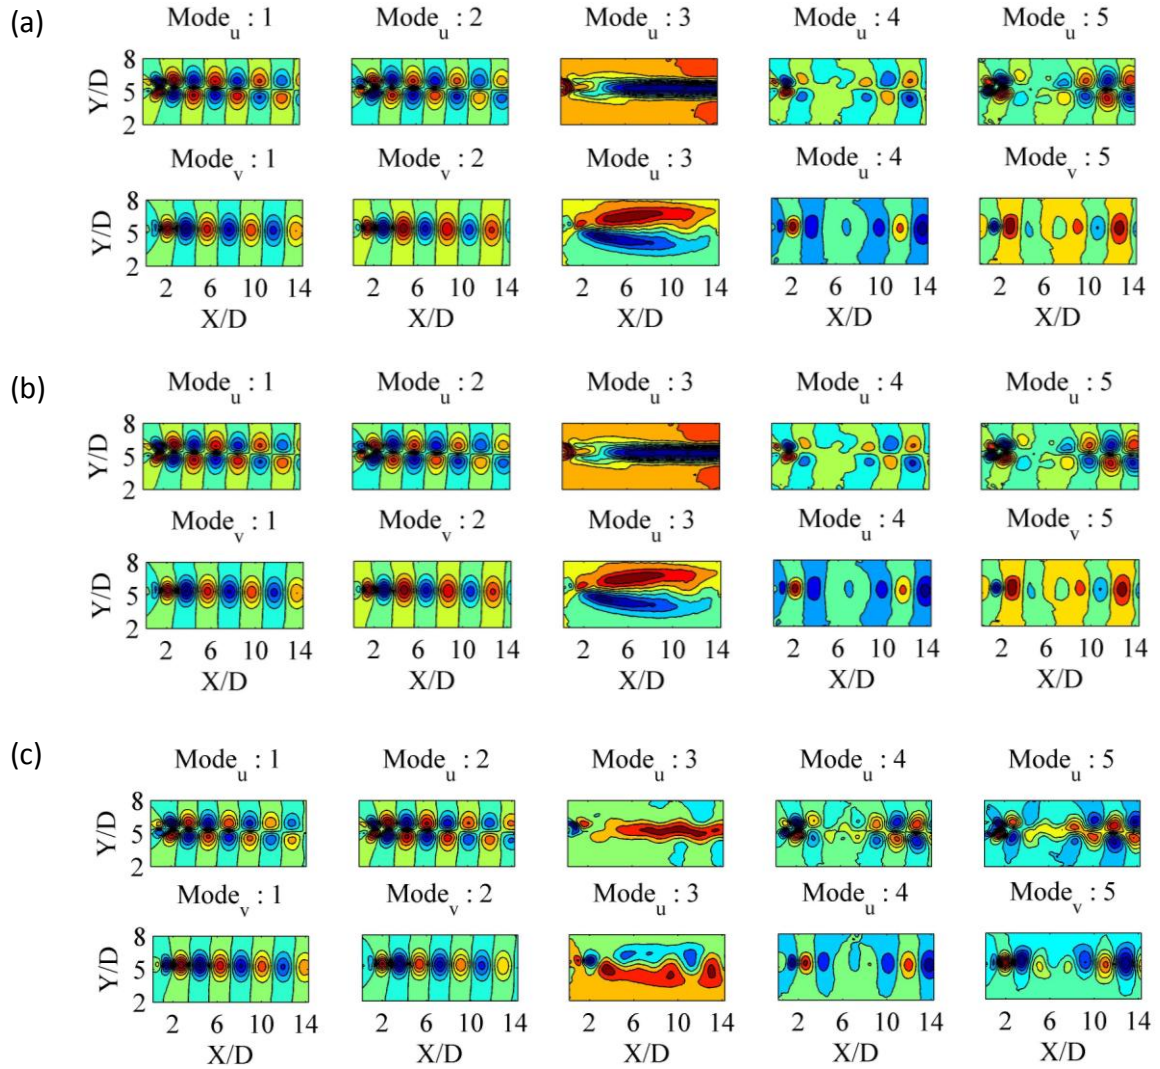 (a)
Mode_u : 1 Mode_u : 2 Mode_u : 3 Mode_u : 4 Mode_u : 5
8
Y/D 5
2
Mode_v : 1 Mode_v : 2 Mode_u : 3 Mode_u : 4 Mode_v : 5
8
Y/D 5
2
2 6 10 14 2 6 10 14 2 6 10 14 2 6 10 14 2 6 10 14
X/D X/D X/D X/D X/D
(b)
Mode_u : 1 Mode_u : 2 Mode_u : 3 Mode_u : 4 Mode_u : 5
8
Y/D 5
2
Mode_v : 1 Mode_v : 2 Mode_u : 3 Mode_u : 4 Mode_v : 5
8
Y/D 5
2
2 6 10 14 2 6 10 14 2 6 10 14 2 6 10 14 2 6 10 14
X/D X/D X/D X/D X/D
(c)
Mode_u : 1 Mode_u : 2 Mode_u : 3 Mode_u : 4 Mode_u : 5
8
Y/D 5
2
Mode_v : 1 Mode_v : 2 Mode_u : 3 Mode_u : 4 Mode_v : 5
8
Y/D 5
2
2 6 10 14 2 6 10 14 2 6 10 14 2 6 10 14 2 6 10 14
X/D X/D X/D X/D X/D